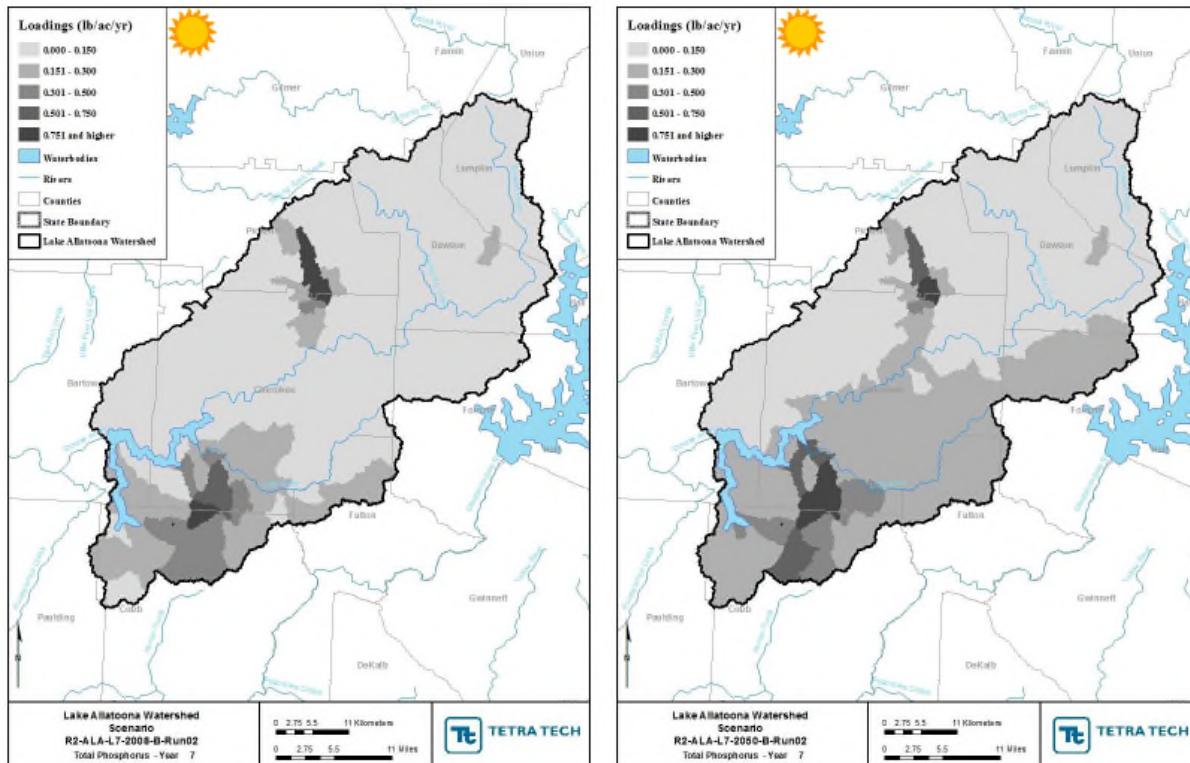 Loadings (lb/ac/yr)
0.000 - 0.150
0.151 - 0.300
0.301 - 0.500
0.501 - 0.750
0.751 and higher
Waterbodies
Rivers
Counties
State Boundary
Lake Allatoona Watershed
Fannin
Union
Gilmer
Lumpkin
Dawson
Bartow
Cherokee
Fulton
Paulding
Cobb
Gwinnett
DeKalb
N
Lake Allatoona Watershed
Scenario
R2-ALA-L7-2008-B-Run02
Total Phosphorus - Year 7
0 2.75 5.5 11 Kilometers
0 2.75 5.5 11 Miles
Tt TETRA TECH
Loadings (lb/ac/yr)
0.000 - 0.150
0.151 - 0.300
0.301 - 0.500
0.501 - 0.750
0.751 and higher
Waterbodies
Rivers
Counties
State Boundary
Lake Allatoona Watershed
Fannin
Union
Gilmer
Lumpkin
Dawson
Bartow
Fulton
Paulding
Cobb
Gwinnett
DeKalb
N
Lake Allatoona Watershed
Scenario
R2-ALA-L7-2050-B-Run02
Total Phosphorus - Year 7
0 2.75 5.5 11 Kilometers
0 2.75 5.5 11 Miles
Tt TETRA TECH